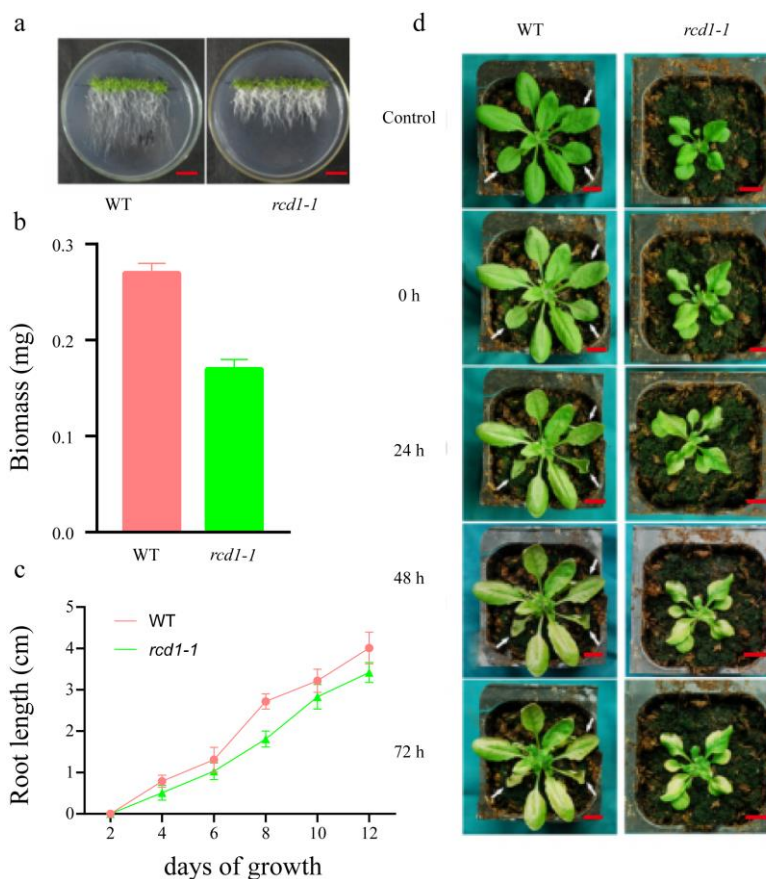 a
WT rcd1-1
b
Biomass (mg)
0.3
0.2
0.1
0.0
WT rcd1-1
c
Root length (cm)
5
4
3
2
1
0
WT
rcd1-1
2 4 6 8 10 12
days of growth
d
WT rcd1-1
Control
0 h
24 h
48 h
72 h